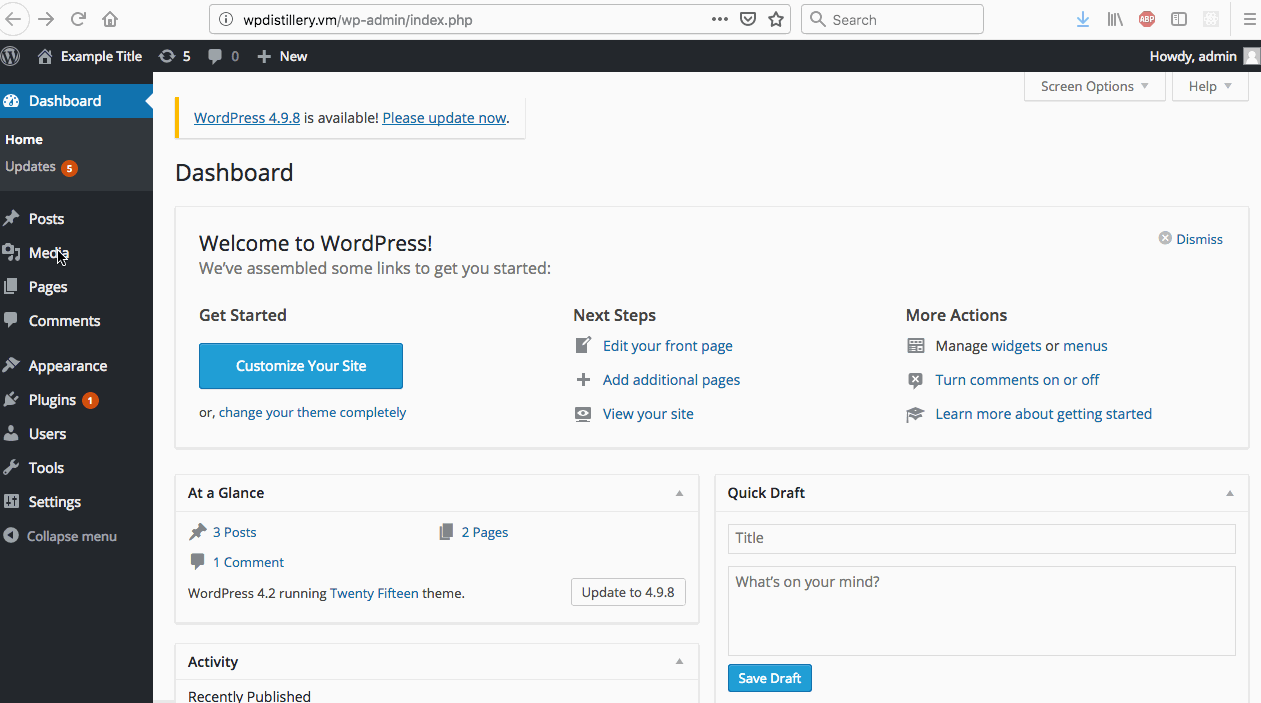 wpdistillery.vm/wp-admin/index.php
Search
ABP
Example Title 5 0 New
Howdy, admin
Dashboard
Home
Updates 5
Posts
Media
Pages
Comments
Appearance
Plugins 1
Users
Tools
Settings
Collapse menu
Screen Options
Help
WordPress 4.9.8 is available! Please update now.
Dashboard
Welcome to WordPress!
We've assembled some links to get you started:
Dismiss
Get Started
Customize Your Site
or, change your theme completely
Next Steps
Edit your front page
Add additional pages
View your site
More Actions
Manage widgets or menus
Turn comments on or off
Learn more about getting started
At a Glance
3 Posts
2 Pages
1 Comment
WordPress 4.2 running Twenty Fifteen theme.
Update to 4.9.8
Activity
Recently Published
Quick Draft
Title
What's on your mind?
Save Draft